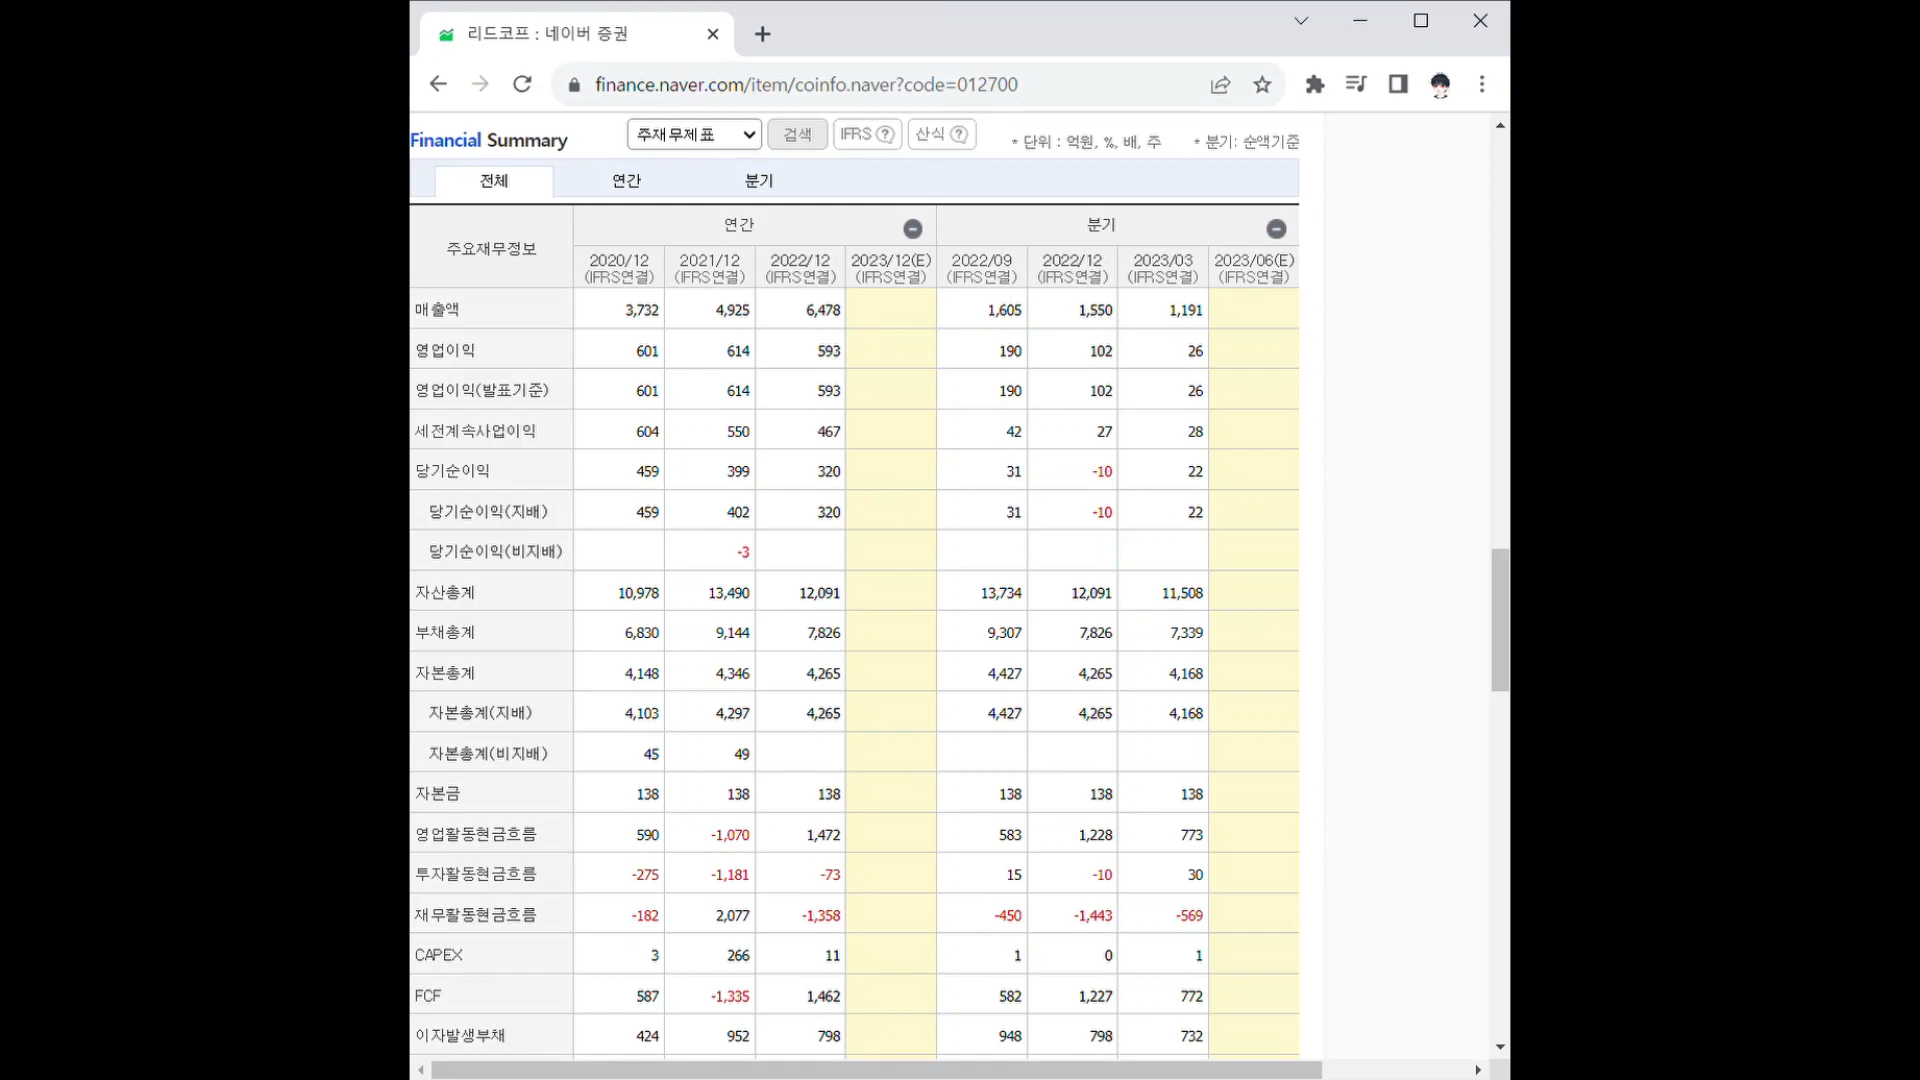 리드코프 : 네이버 증권
finance.naver.com/item/coinfo.naver?code=012700
Financial Summary 주재무제표 검색 IFRS ? 산식 ? * 단위 : 억원, %, 배, 주 * 분기: 순액기준
전체 연간 분기
주요재무정보 연간 분기
2020/12 2021/12 2022/12 2023/12(E) 2022/09 2022/12 2023/03 2023/06(E)
(IFRS연결) (IFRS연결) (IFRS연결) (IFRS연결) (IFRS연결) (IFRS연결) (IFRS연결) (IFRS연결)
매출액 3,732 4,925 6,478 1,605 1,550 1,191
영업이익 601 614 593 190 102 26
영업이익(발표기준) 601 614 593 190 102 26
세전계속사업이익 604 550 467 42 27 28
당기순이익 459 399 320 31 -10 22
당기순이익(지배) 459 402 320 31 -10 22
당기순이익(비지배) -3
자산총계 10,978 13,490 12,091 13,734 12,091 11,508
부채총계 6,830 9,144 7,826 9,307 7,826 7,339
자본총계 4,148 4,346 4,265 4,427 4,265 4,168
자본총계(지배) 4,103 4,297 4,265 4,427 4,265 4,168
자본총계(비지배) 45 49
자본금 138 138 138 138 138 138
영업활동현금흐름 590 -1,070 1,472 583 1,228 773
투자활동현금흐름 -275 -1,181 -73 15 -10 30
재무활동현금흐름 -182 2,077 -1,358 -450 -1,443 -569
CAPEX 3 266 11 1 0 1
FCF 587 -1,335 1,462 582 1,227 772
이자발생부채 424 952 798 948 798 732